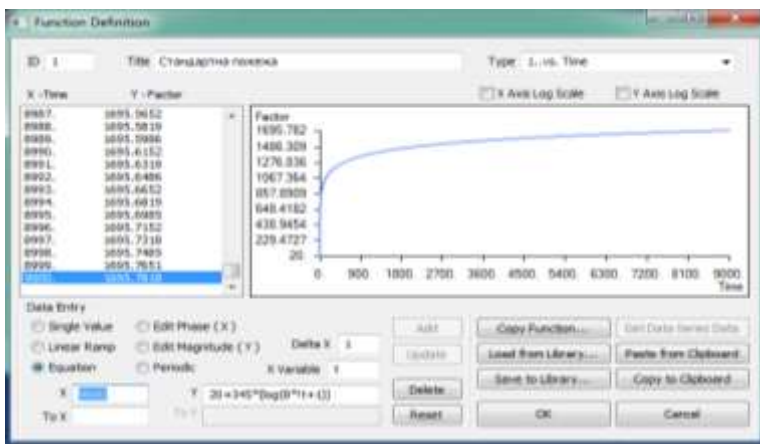 Function Definition
ID 1 Title Стандартна пожежа Type 1..vs. Time
X -Time Y -Factor
X Axis Log Scale Y Axis Log Scale
8987. 1695.5652
8988. 1695.5819
8989. 1695.5986
8990. 1695.6152
8991. 1695.6319
8992. 1695.6486
8993. 1695.6652
8994. 1695.6819
8995. 1695.6985
8996. 1695.7152
8997. 1695.7318
8998. 1695.7485
8999. 1695.7651
Factor
1695.782
1486.309
1276.836
1067.364
857.8909
648.4182
438.9454
229.4727
20.
0. 900. 1800. 2700. 3600. 4500. 5400. 6300. 7200. 8100. 9000.
Time
Data Entry
Single Value Edit Phase (X)
Linear Ramp Edit Magnitude (Y) Delta X 1
Equation Periodic X Variable t
X Y 20+345*(log(8*t+1))
To X To Y
Add
Update
Delete
Reset
Copy Function... Get Data Series Data
Load from Library... Paste from Clipboard
Save to Library... Copy to Clipboard
OK Cancel